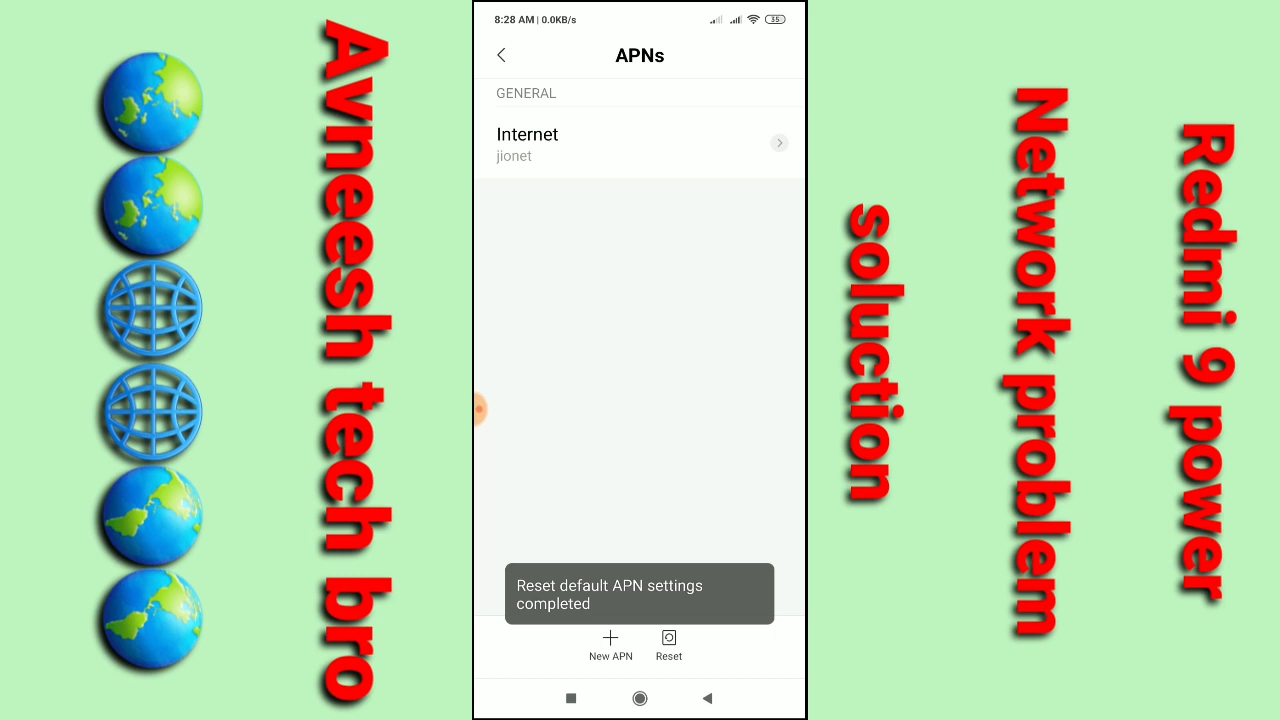 Avneesh tech bro
8:28 AM | 0.0KB/s
35
APNs
GENERAL
Internet
jionet
Reset default APN settings
completed
New APN
Reset
Redmi 9 power
Network problem
soluction